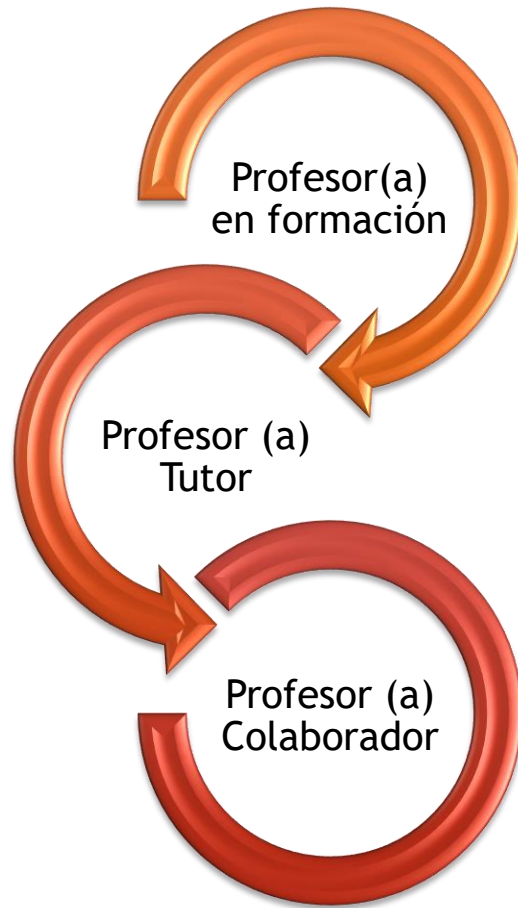 Profesor(a)
en formación
Profesor (a)
Tutor
Profesor (a)
Colaborador